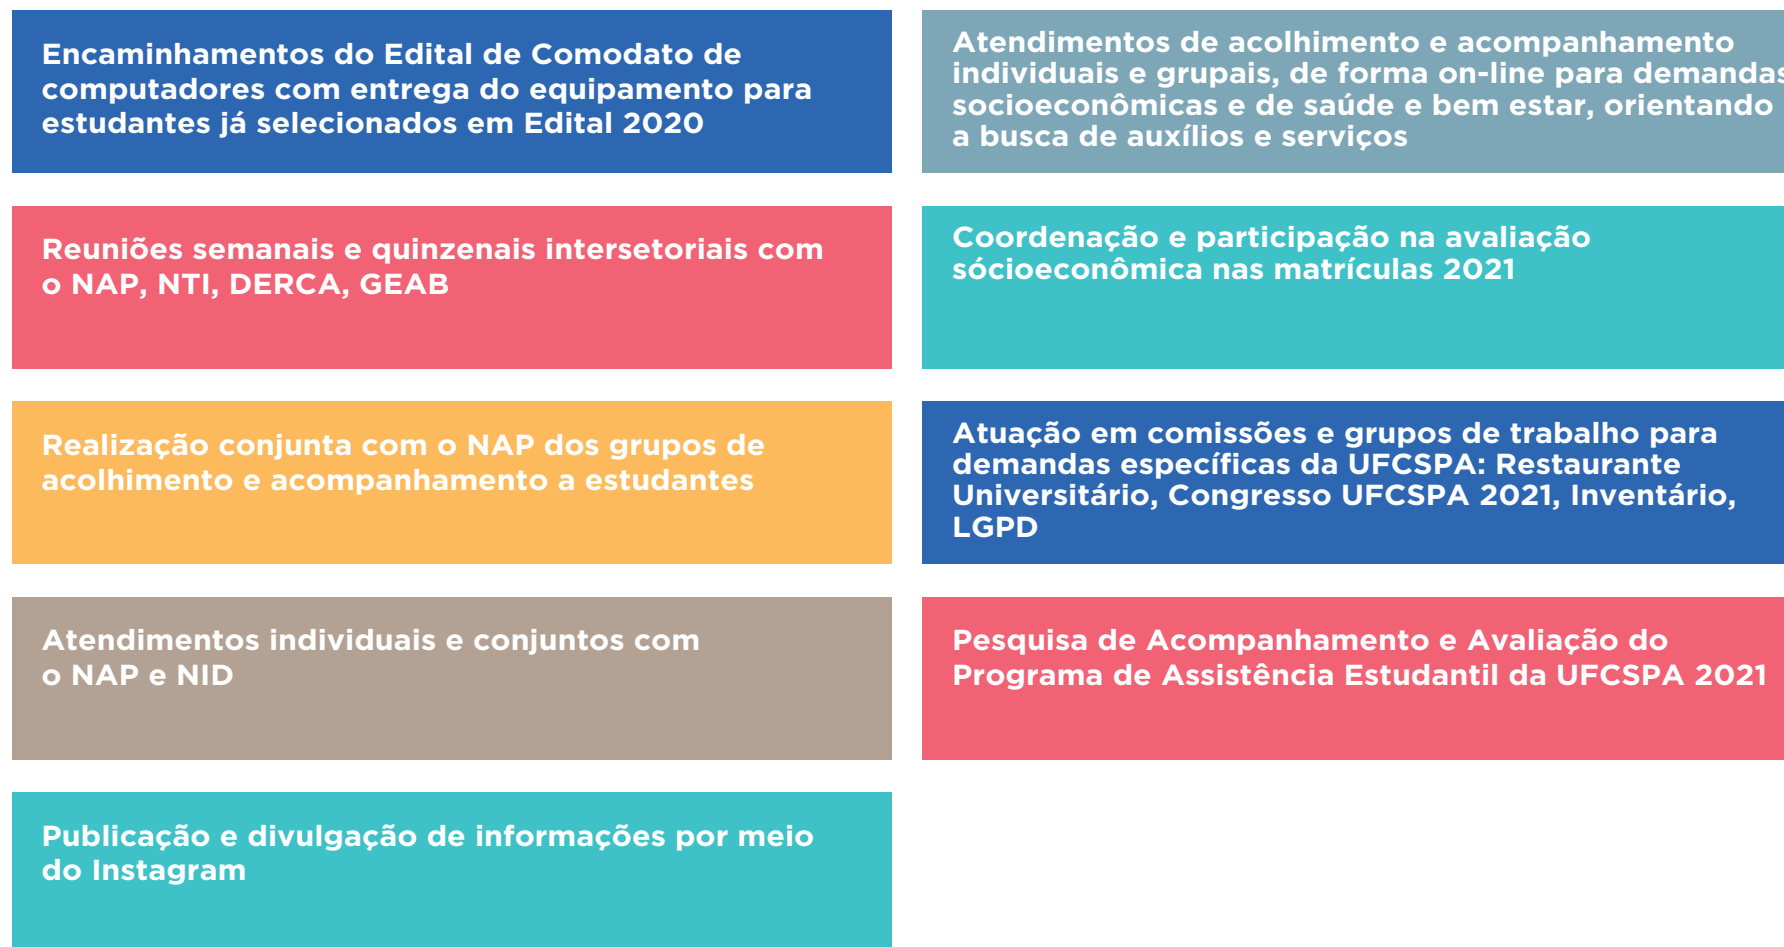 Encaminhamentos do Edital de Comodato de
computadores com entrega do equipamento para
estudantes já selecionados em Edital 2020
Reuniões semanais e quinzenais intersetoriais com
o NAP, NTI, DERCA, GEAB
Realização conjunta com o NAP dos grupos de
acolhimento e acompanhamento a estudantes
Atendimentos individuais e conjuntos com
o NAP e NID
Publicação e divulgação de informações por meio
do Instagram
Atendimentos de acolhimento e acompanhamento
individuais e grupais, de forma on-line para demandas
socioeconômicas e de saúde e bem estar, orientando
a busca de auxílios e serviços
Coordenação e participação na avaliação
sócioeconômica nas matrículas 2021
Atuação em comissões e grupos de trabalho para
demandas específicas da UFCSPA: Restaurante
Universitário, Congresso UFCSPA 2021, Inventário,
LGPD
Pesquisa de Acompanhamento e Avaliação do
Programa de Assistência Estudantil da UFCSPA 2021